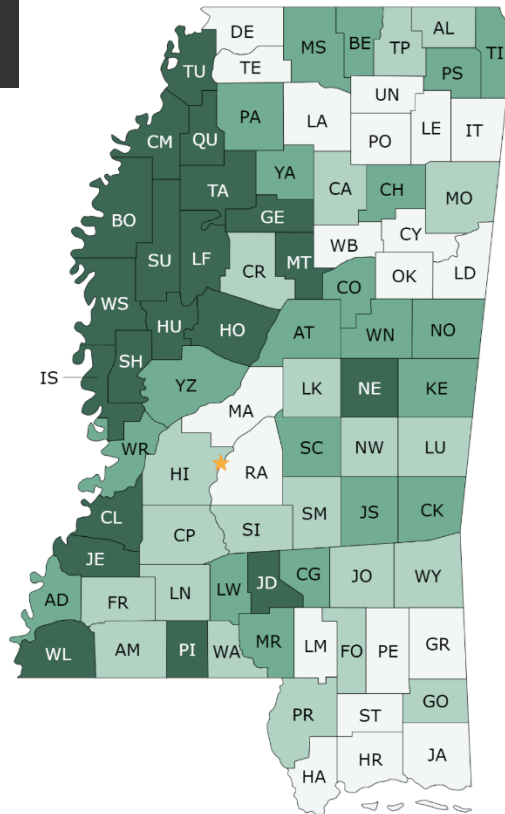 DE
AL
MS
BE
TP
TI
TU
TE
PS
UN
PA
LA
LE
IT
CM
QU
PO
YA
TA
CA
CH
MO
BO
GE
SU
LF
CR
MT
WB
CY
OK
LD
CO
WS
HU
HO
AT
WN
NO
SH
IS
YZ
LK
NE
KE
MA
WR
HI
RA
SC
NW
LU
CL
SM
JS
CK
CP
SI
JE
JD
CG
JO
WY
AD
FR
LN
LW
WL
AM
PI
WA
MR
LM
FO
PE
GR
GO
PR
ST
HR
JA
HA